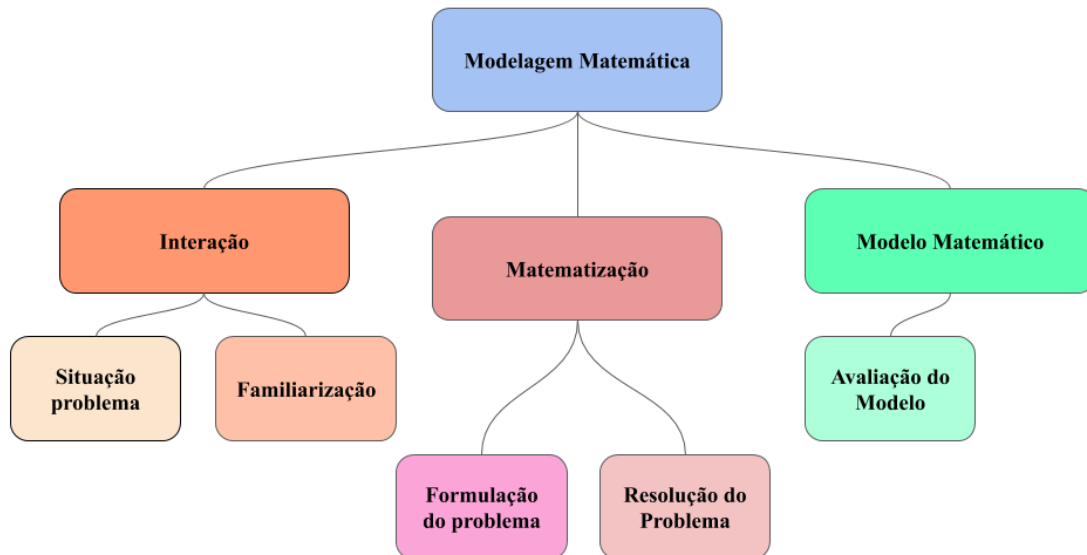 Modelagem Matemática
Interação
Matematização
Modelo Matemático
Situação
problema
Familiarização
Avaliação do
Modelo
Formulação
do problema
Resolução do
Problema